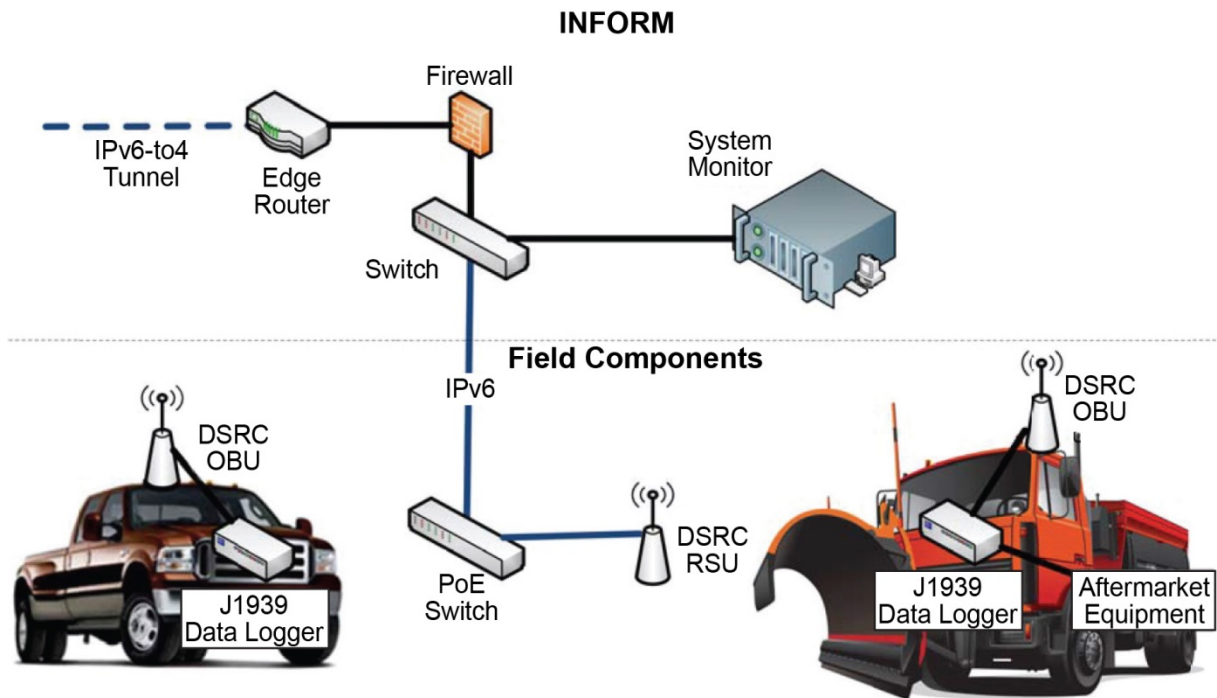 INFORM
Firewall
IPv6-to4
Tunnel
Edge
Router
System
Monitor
Switch
Field Components
IPv6
DSRC
OBU
DSRC
OBU
J1939
Data Logger
PoE
Switch
DSRC
RSU
J1939
Data Logger
Aftermarket
Equipment